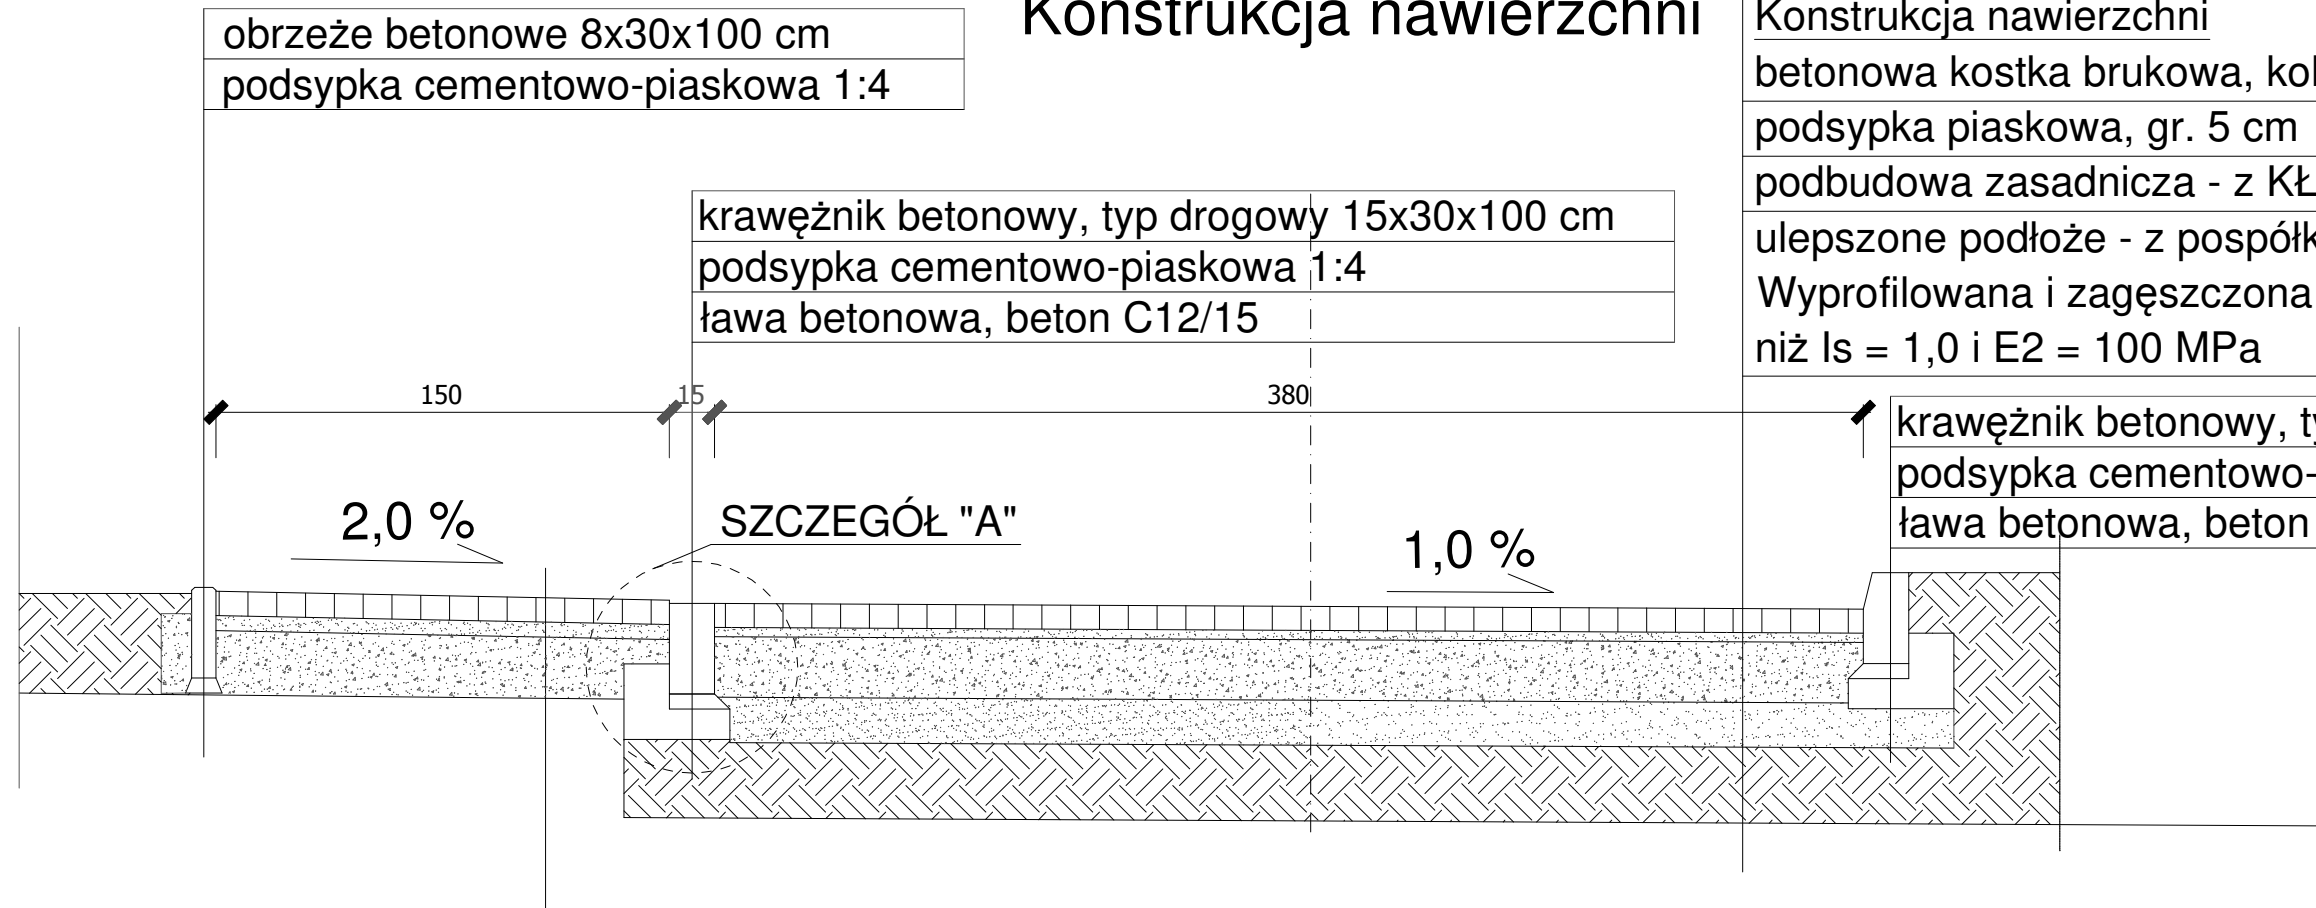 obrzeże betonowe 8x30x100 cm
podsypka cementowo-piaskowa 1:4
Konstrukcja nawierzchni
Konstrukcja nawierzchni
betonowa kostka brukowa,
podsypka piaskowa, gr. 5 cm
podbudowa zasadnicza - z KŁ
ulepszone podłoże - z
Wyprofilowana i zagęszczona
niż Is = 1,0 i E2 = 100 MPa
krawężnik betonowy, typ drogowy 15x30x100 cm
podsypka cementowo-piaskowa 1:4
ława betonowa, beton C12/15
150
15
380
krawężnik betonowy,
podsypka cementowo-
ława betonowa, beton
2,0 %
SZCZEGÓŁ "A"
1,0 %